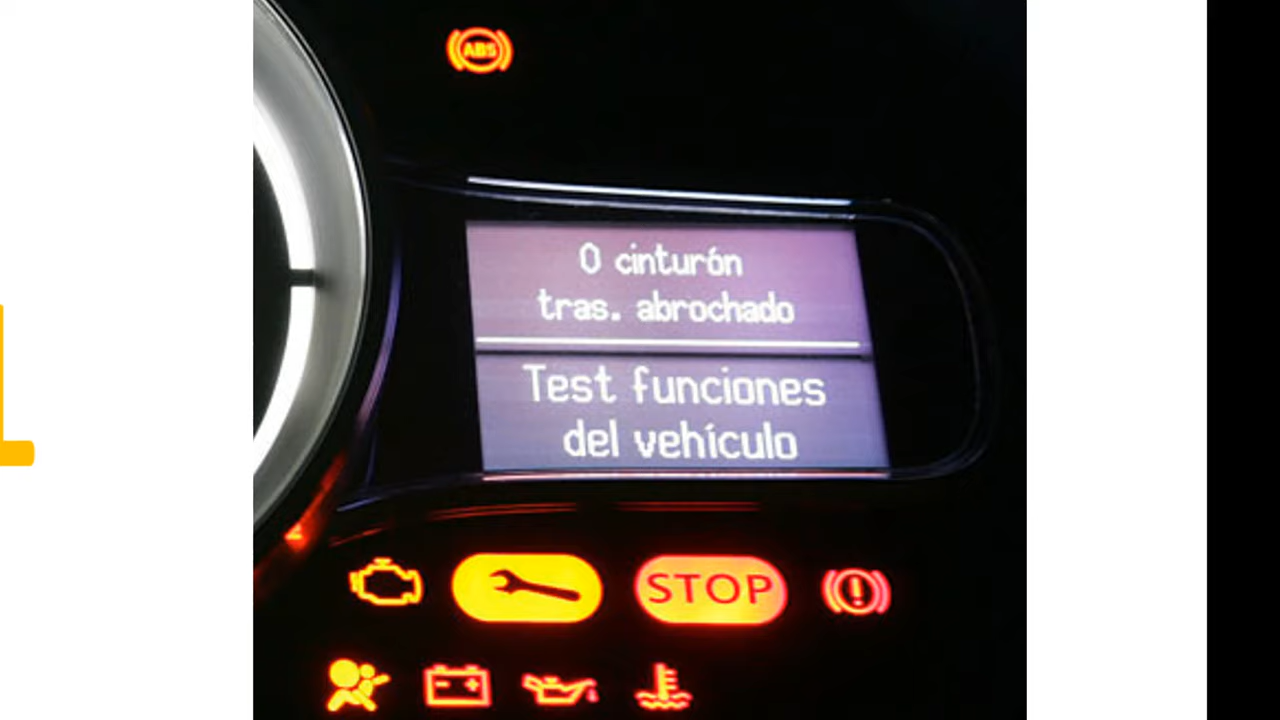 ABS
0 cinturón
tras. abrochado
Test funciones
del vehículo
STOP